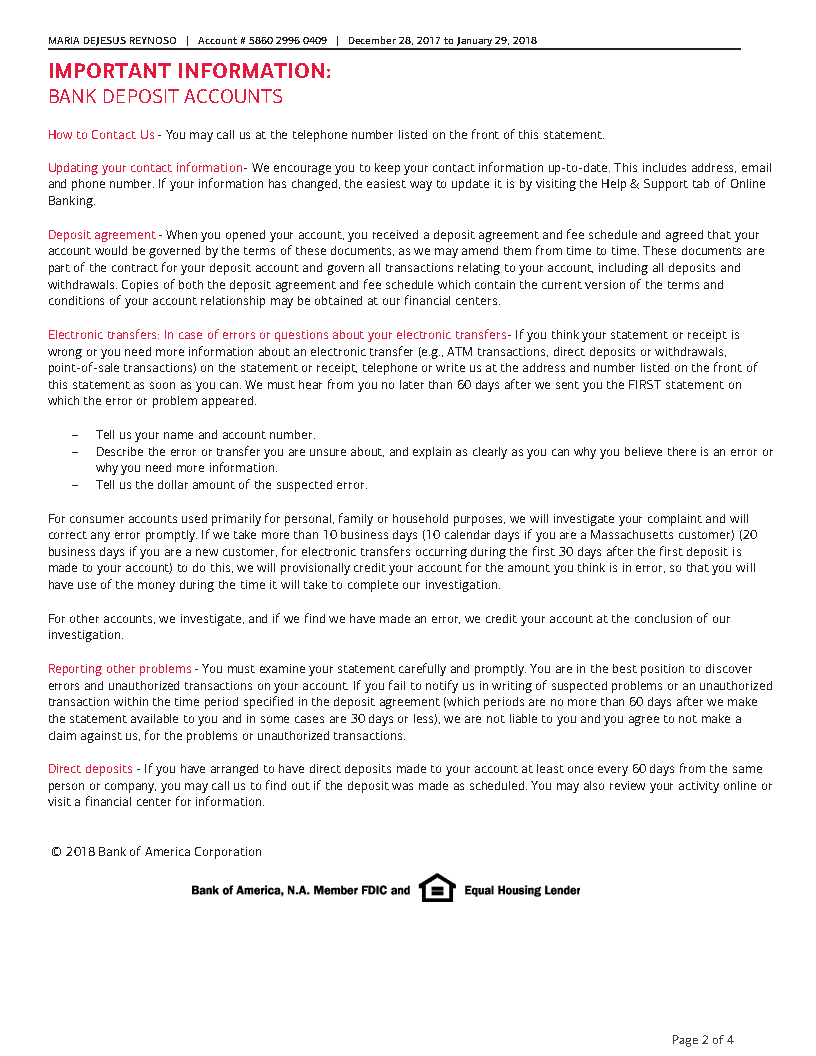 MARIA DEJESUS REYNOSO | Account # 5860 2996 0409 | December 28, 2017 to January 29, 2018
IMPORTANT INFORMATION:
BANK DEPOSIT ACCOUNTS
How to Contact Us - You may call us at the telephone number listed on the front of this statement.
Updating your contact information- We encourage you to keep your contact information up-to-date. This includes address, email
and phone number. If your information has changed, the easiest way to update it is by visiting the Help & Support tab of Online
Banking.
Deposit agreement - When you opened your account, you received a deposit agreement and fee schedule and agreed that your
account would be governed by the terms of these documents, as we may amend them from time to time. These documents are
part of the contract for your deposit account and govern all transactions relating to your account, including all deposits and
withdrawals. Copies of both the deposit agreement and fee schedule which contain the current version of the terms and
conditions of your account relationship may be obtained at our financial centers.
Electronic transfers: In case of errors or questions about your electronic transfers- If you think your statement or receipt is
wrong or you need more information about an electronic transfer (e.g., ATM transactions, direct deposits or withdrawals,
point-of-sale transactions) on the statement or receipt, telephone or write us at the address and number listed on the front of
this statement as soon as you can. We must hear from you no later than 60 days after we sent you the FIRST statement on
which the error or problem appeared.
– Tell us your name and account number.
– Describe the error or transfer you are unsure about, and explain as clearly as you can why you believe there is an error or
why you need more information.
– Tell us the dollar amount of the suspected error.
For consumer accounts used primarily for personal, family or household purposes, we will investigate your complaint and will
correct any error promptly. If we take more than 10 business days (10 calendar days if you are a Massachusetts customer) (20
business days if you are a new customer, for electronic transfers occurring during the first 30 days after the first deposit is
made to your account) to do this, we will provisionally credit your account for the amount you think is in error, so that you will
have use of the money during the time it will take to complete our investigation.
For other accounts, we investigate, and if we find we have made an error, we credit your account at the conclusion of our
investigation.
Reporting other problems - You must examine your statement carefully and promptly. You are in the best position to discover
errors and unauthorized transactions on your account. If you fail to notify us in writing of suspected problems or an unauthorized
transaction within the time period specified in the deposit agreement (which periods are no more than 60 days after we make
the statement available to you and in some cases are 30 days or less), we are not liable to you and you agree to not make a
claim against us, for the problems or unauthorized transactions.
Direct deposits - If you have arranged to have direct deposits made to your account at least once every 60 days from the same
person or company, you may call us to find out if the deposit was made as scheduled. You may also review your activity online or
visit a financial center for information.
© 2018 Bank of America Corporation
Bank of America, N.A. Member FDIC and Equal Housing Lender
Page 2 of 4